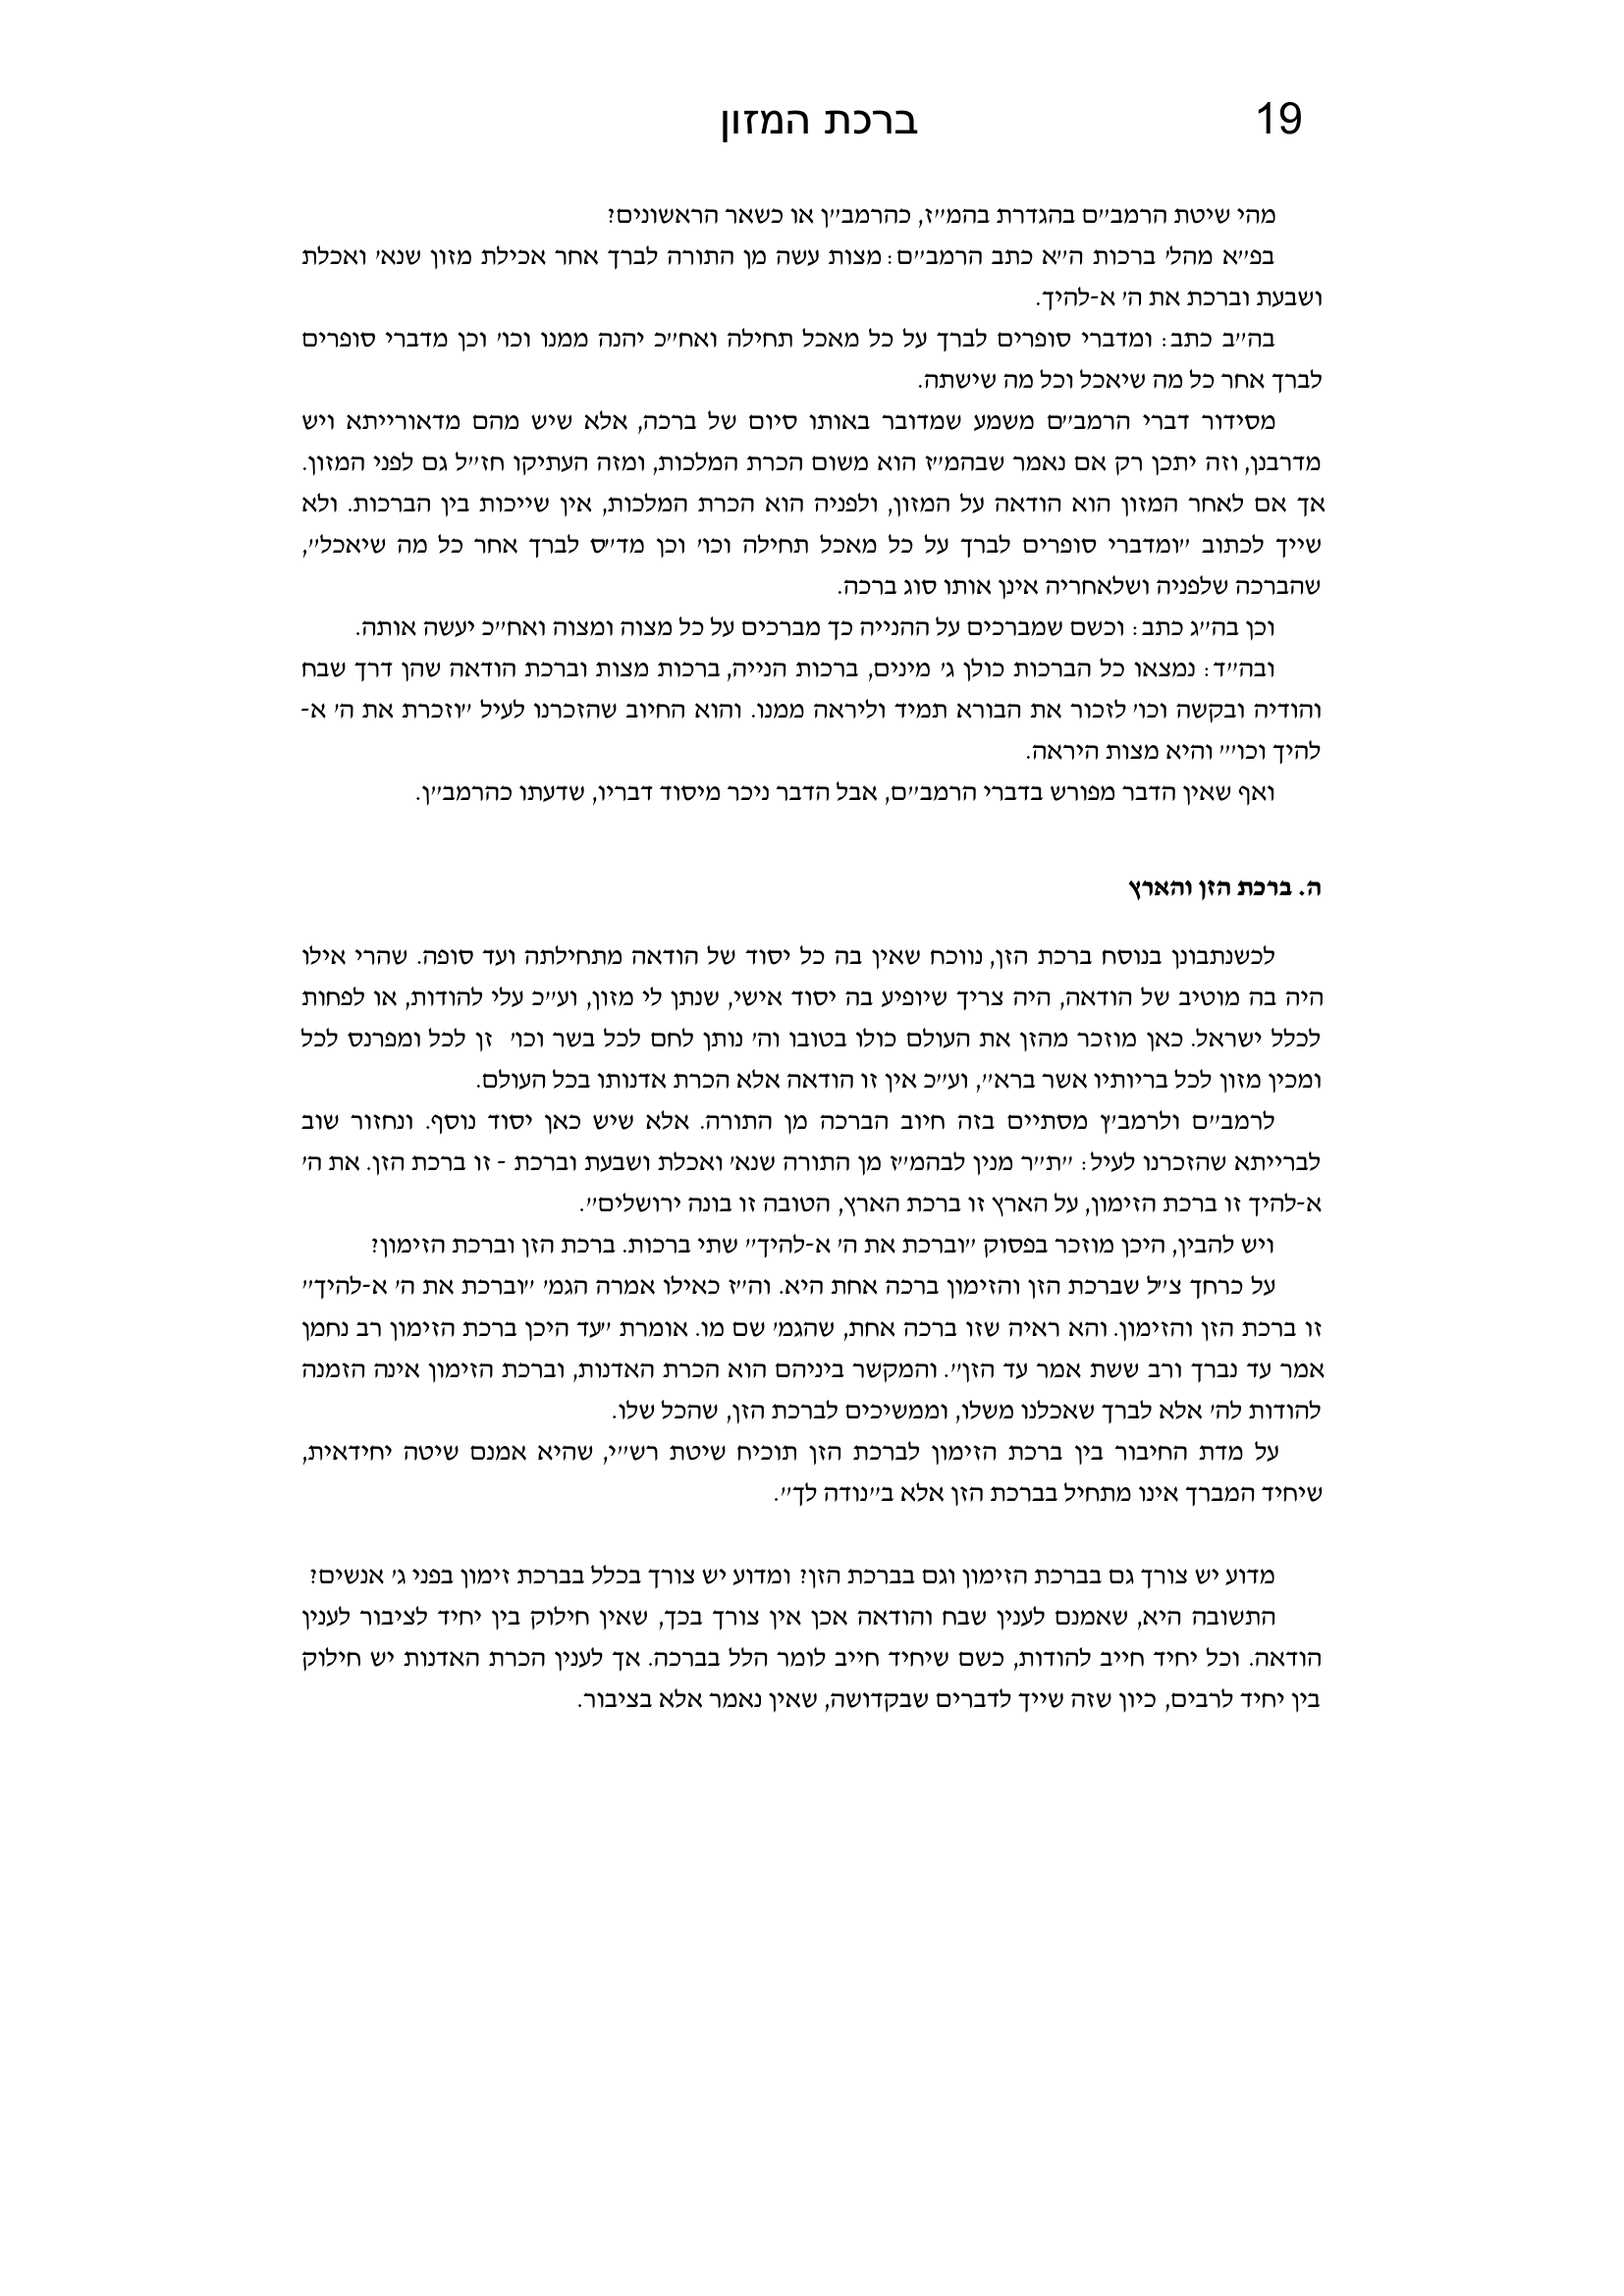 19 ברכת המזון
מהי שיטת הרמב״ם בהגדרת בהמ״ז, כהרמב״ן או כשאר הראשונים?
בפ״א מהל׳ ברכות ה״א כתב הרמב״ם: מצות עשה מן התורה לברך אחר אכילת מזון שנא׳ ואכלת
ושבעת וברכת את ה׳ א-להיך.
בה״ב כתב: ומדברי סופרים לברך על כל מאכל תחילה ואח״כ יהנה ממנו וכו׳ וכן מדברי סופרים
לברך אחר כל מה שיאכל וכל מה שישתה.
מסידור דברי הרמב״ם משמע שמדובר באותו סיום של ברכה, אלא שיש מהם מדאורייתא ויש
מדרבנן, וזה יתכן רק אם נאמר שבהמ״ז הוא משום הכרת המלכות, ומזה העתיקו חז״ל גם לפני המזון.
אך אם לאחר המזון הוא הודאה על המזון, ולפניה הוא הכרת המלכות, אין שייכות בין הברכות. ולא
שייך לכתוב ״ומדברי סופרים לברך על כל מאכל תחילה וכו׳ וכן מד״ס לברך אחר כל מה שיאכל״,
שהברכה שלפניה ושלאחריה אינן אותו סוג ברכה.
וכן בה״ג כתב: וכשם שמברכים על ההנייה כך מברכים על כל מצוה ומצוה ואח״כ יעשה אותה.
ובה״ד: נמצאו כל הברכות כולן ג׳ מינים, ברכות הנייה, ברכות מצות וברכת הודאה שהן דרך שבח
והודיה ובקשה וכו׳ לזכור את הבורא תמיד וליראה ממנו. והוא החיוב שהזכרנו לעיל ״וזכרת את ה׳ א-
להיך וכו׳״ והיא מצות היראה.
ואף שאין הדבר מפורש בדברי הרמב״ם, אבל הדבר ניכר מיסוד דבריו, שדעתו כהרמב״ן.
ה. ברכת הזן והארץ
לכשנתבונן בנוסח ברכת הזן, נווכח שאין בה כל יסוד של הודאה מתחילתה ועד סופה. שהרי אילו
היה בה מוטיב של הודאה, היה צריך שיופיע בה יסוד אישי, שנתן לי מזון, וע״כ עלי להודות, או לפחות
לכלל ישראל. כאן מוזכר מהזן את העולם כולו בטובו וה׳ נותן לחם לכל בשר וכו׳ זן לכל ומפרנס לכל
ומכין מזון לכל בריותיו אשר ברא״, וע״כ אין זו הודאה אלא הכרת אדנותו בכל העולם.
לרמב״ם ולרמב״ץ מסתיים בזה חיוב הברכה מן התורה. אלא שיש כאן יסוד נוסף. ונחזור שוב
לברייתא שהזכרנו לעיל: ״ת״ר מנין לבהמ״ז מן התורה שנא׳ ואכלת ושבעת וברכת - זו ברכת הזן. את ה׳
א-להיך זו ברכת הזימון, על הארץ זו ברכת הארץ, הטובה זו בונה ירושלים״.
ויש להבין, היכן מוזכר בפסוק ״וברכת את ה׳ א-להיך״ שתי ברכות. ברכת הזן וברכת הזימון?
על כרחך צ״ל שברכת הזן והזימון ברכה אחת היא. וה״ז כאילו אמרה הגמ׳ ״וברכת את ה׳ א-להיך״
זו ברכת הזן והזימון. והא ראיה שזו ברכה אחת, שהגמ׳ שם מו. אומרת ״עד היכן ברכת הזימון רב נחמן
אמר עד נברך ורב ששת אמר עד הזן״. והמקשר ביניהם הוא הכרת האדנות, וברכת הזימון אינה הזמנה
להודות לה׳ אלא לברך שאכלנו משלו, וממשיכים לברכת הזן, שהכל שלו.
על מדת החיבור בין ברכת הזימון לברכת הזן תוכיח שיטת רש״י, שהיא אמנם שיטה יחידאית,
שיחיד המברך אינו מתחיל בברכת הזן אלא ב״נודה לך״.
מדוע יש צורך גם בברכת הזימון וגם בברכת הזן? ומדוע יש צורך בכלל בברכת זימון בפני ג׳ אנשים?
התשובה היא, שאמנם לענין שבח והודאה אכן אין צורך בכך, שאין חילוק בין יחיד לציבור לענין
הודאה. וכל יחיד חייב להודות, כשם שיחיד חייב לומר הלל בברכה. אך לענין הכרת האדנות יש חילוק
בין יחיד לרבים, כיון שזה שייך לדברים שבקדושה, שאין נאמר אלא בציבור.